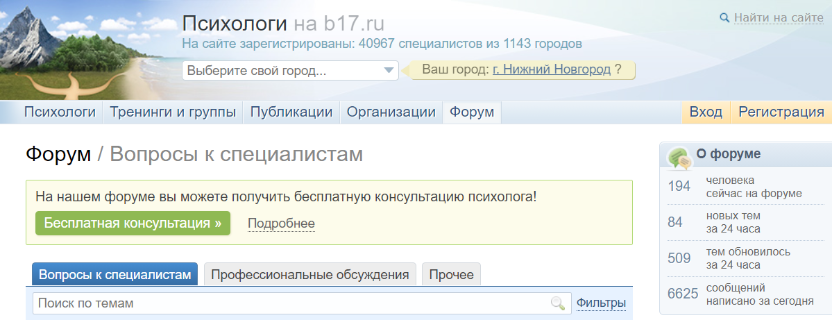 Психологи на b17.ru
Найти на сайте
На сайте зарегистрированы: 40967 специалистов из 1143 городов
Выберите свой город...
Ваш город: г. Нижний Новгород ?
Психологи Тренинги и группы Публикации Организации Форум Вход Регистрация
Форум / Вопросы к специалистам
На нашем форуме вы можете получить бесплатную консультацию психолога!
Бесплатная консультация » Подробнее
Вопросы к специалистам Профессиональные обсуждения Прочее
Поиск по темам Фильтры
О форуме
194 человека
сейчас на форуме
84 новых тем
за 24 часа
509 тем обновилось
за 24 часа
6625 сообщений
написано за сегодня